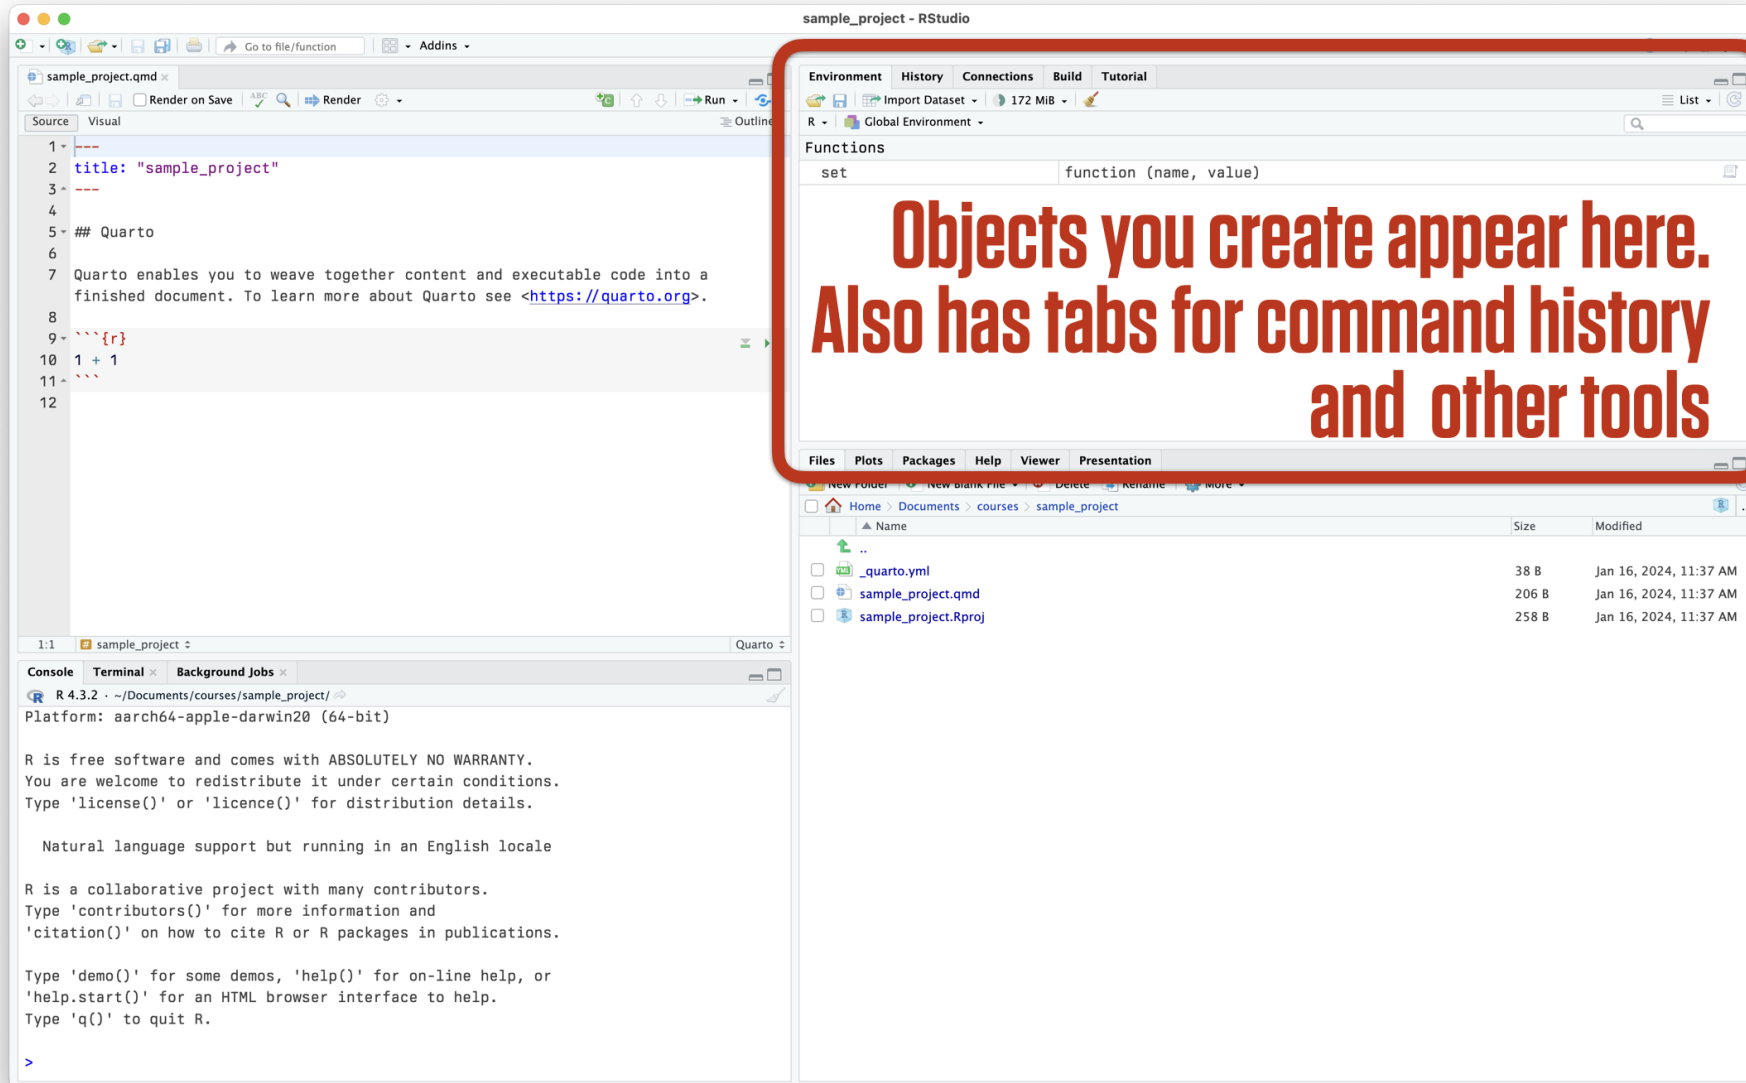 sample_project - RStudio
Go to file/function
Addins
sample_project.qmd
Render on Save
ABC
Render
Run
Source
Visual
Outline
1 ---
2 title: "sample_project"
3 ---
4
5 ## Quarto
6
7 Quarto enables you to weave together content and executable code into a
finished document. To learn more about Quarto see <https://quarto.org>.
8
9 ```{r}
10 1 + 1
11 ```
12
1:1
sample_project
Quarto
Console
Terminal
Background Jobs
R 4.3.2 · ~/Documents/courses/sample_project/
Platform: aarch64-apple-darwin20 (64-bit)
R is free software and comes with ABSOLUTELY NO WARRANTY.
You are welcome to redistribute it under certain conditions.
Type 'license()' or 'licence()' for distribution details.
Natural language support but running in an English locale
R is a collaborative project with many contributors.
Type 'contributors()' for more information and
'citation()' on how to cite R or R packages in publications.
Type 'demo()' for some demos, 'help()' for on-line help, or
'help.start()' for an HTML browser interface to help.
Type 'q()' to quit R.
>
Environment
History
Connections
Build
Tutorial
Import Dataset
172 MiB
List
R
Global Environment
Functions
set
function (name, value)
Objects you create appear here.
Also has tabs for command history
and other tools
Files
Plots
Packages
Help
Viewer
Presentation
New Folder
New Blank File
Delete
Rename
More
Home
Documents
courses
sample_project
Name
Size
Modified
..
_quarto.yml
38 B
Jan 16, 2024, 11:37 AM
sample_project.qmd
206 B
Jan 16, 2024, 11:37 AM
sample_project.Rproj
258 B
Jan 16, 2024, 11:37 AM